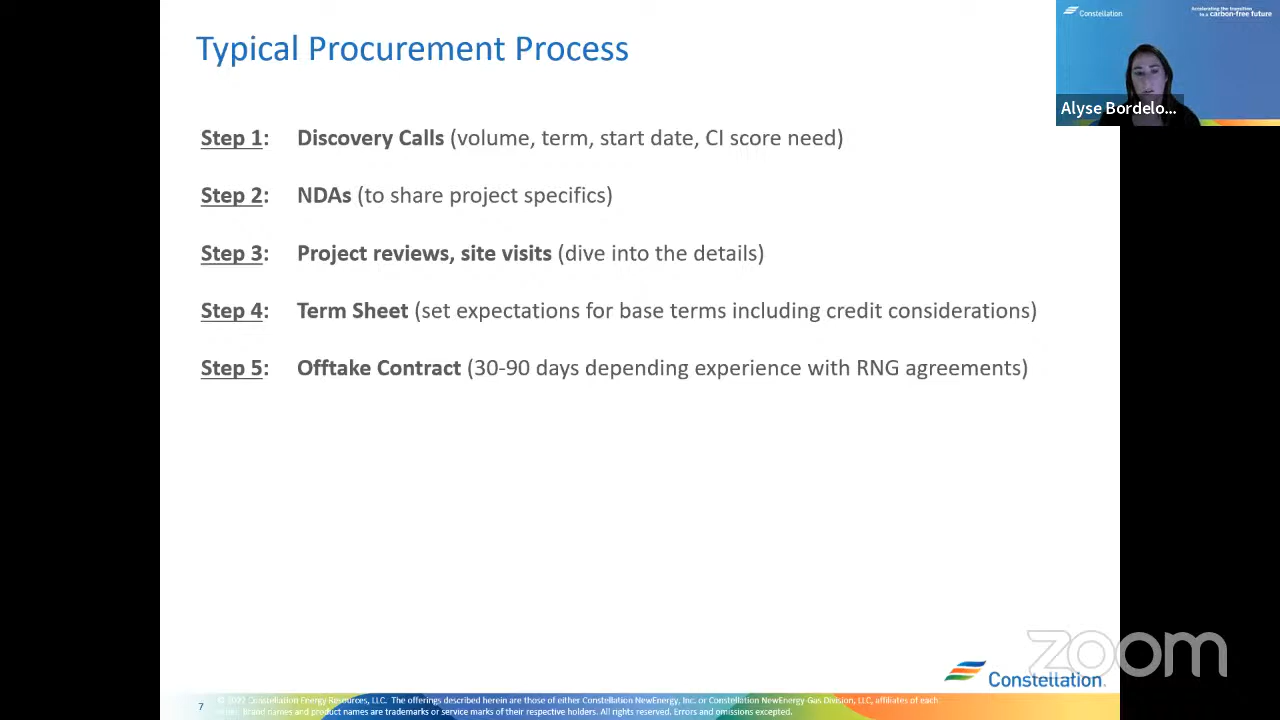 Typical Procurement Process
Step 1: Discovery Calls (volume, term, start date, CI score need)
Step 2: NDAs (to share project specifics)
Step 3: Project reviews, site visits (dive into the details)
Step 4: Term Sheet (set expectations for base terms including credit considerations)
Step 5: Offtake Contract (30-90 days depending experience with RNG agreements)
Constellation
Accelerating the transition
to a carbon-free future
Alyse Bordelo...
zoom
Constellation.
7
© 2022 Constellation Energy Resources, LLC. The offerings described herein are those of either Constellation NewEnergy, Inc. or Constellation NewEnergy Gas Division, LLC, affiliates of each
Brand names and product names are trademarks or service marks of their respective holders. All rights reserved. Errors and omissions excepted.